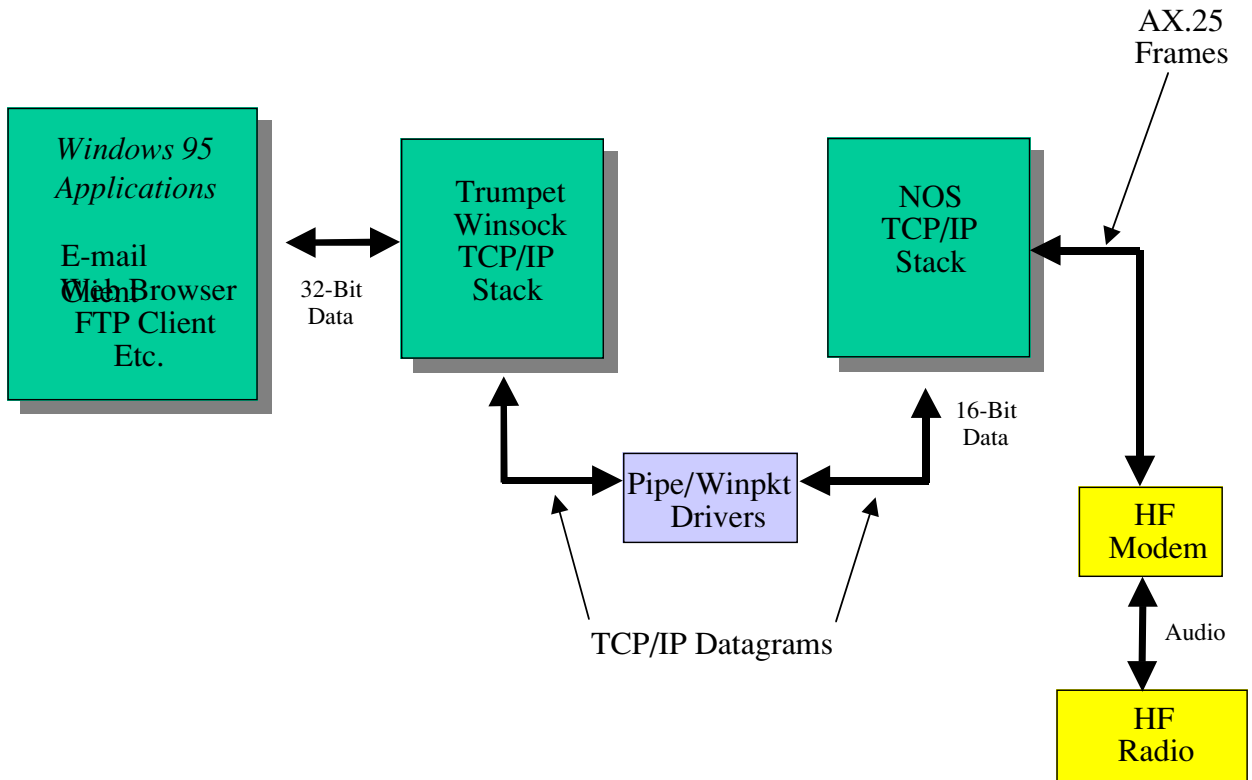 AX.25
Frames
Windows 95
Applications
E-mail
Client
Web Browser
FTP Client
Etc.
32-Bit
Data
Trumpet
Winsock
TCP/IP
Stack
NOS
TCP/IP
Stack
16-Bit
Data
Pipe/Winpkt
Drivers
TCP/IP Datagrams
HF
Modem
Audio
HF
Radio